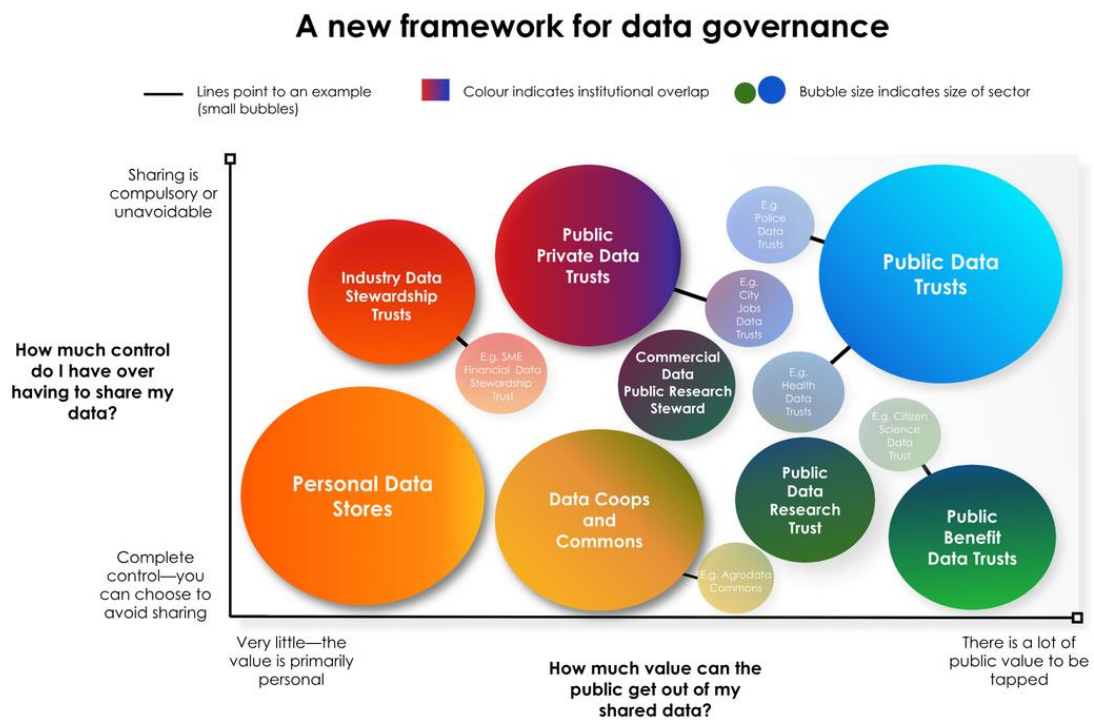 A new framework for data governance
Lines point to an example
(small bubbles)
Colour indicates institutional overlap
Bubble size indicates size of sector
Sharing is
compulsory or
unavoidable
How much control
do I have over
having to share my
data?
Complete
control—you
can choose to
avoid sharing
Industry Data
Stewardship
Trusts
E.g. SME
Financial Data
Stewardship
Trust
Public
Private Data
Trusts
E.g.
City
Jobs
Data
Trusts
E.g.
Police
Data
Trusts
Public Data
Trusts
Commercial
Data
Public Research
Steward
E.g.
Health
Data
Trusts
E.g. Citizen
Science
Data
Trust
Personal Data
Stores
Data Coops
and
Commons
E.g. Agrodata
Commons
Public
Data
Research
Trust
Public
Benefit
Data Trusts
Very little—the
value is primarily
personal
How much value can the
public get out of my
shared data?
There is a lot of
public value to be
tapped